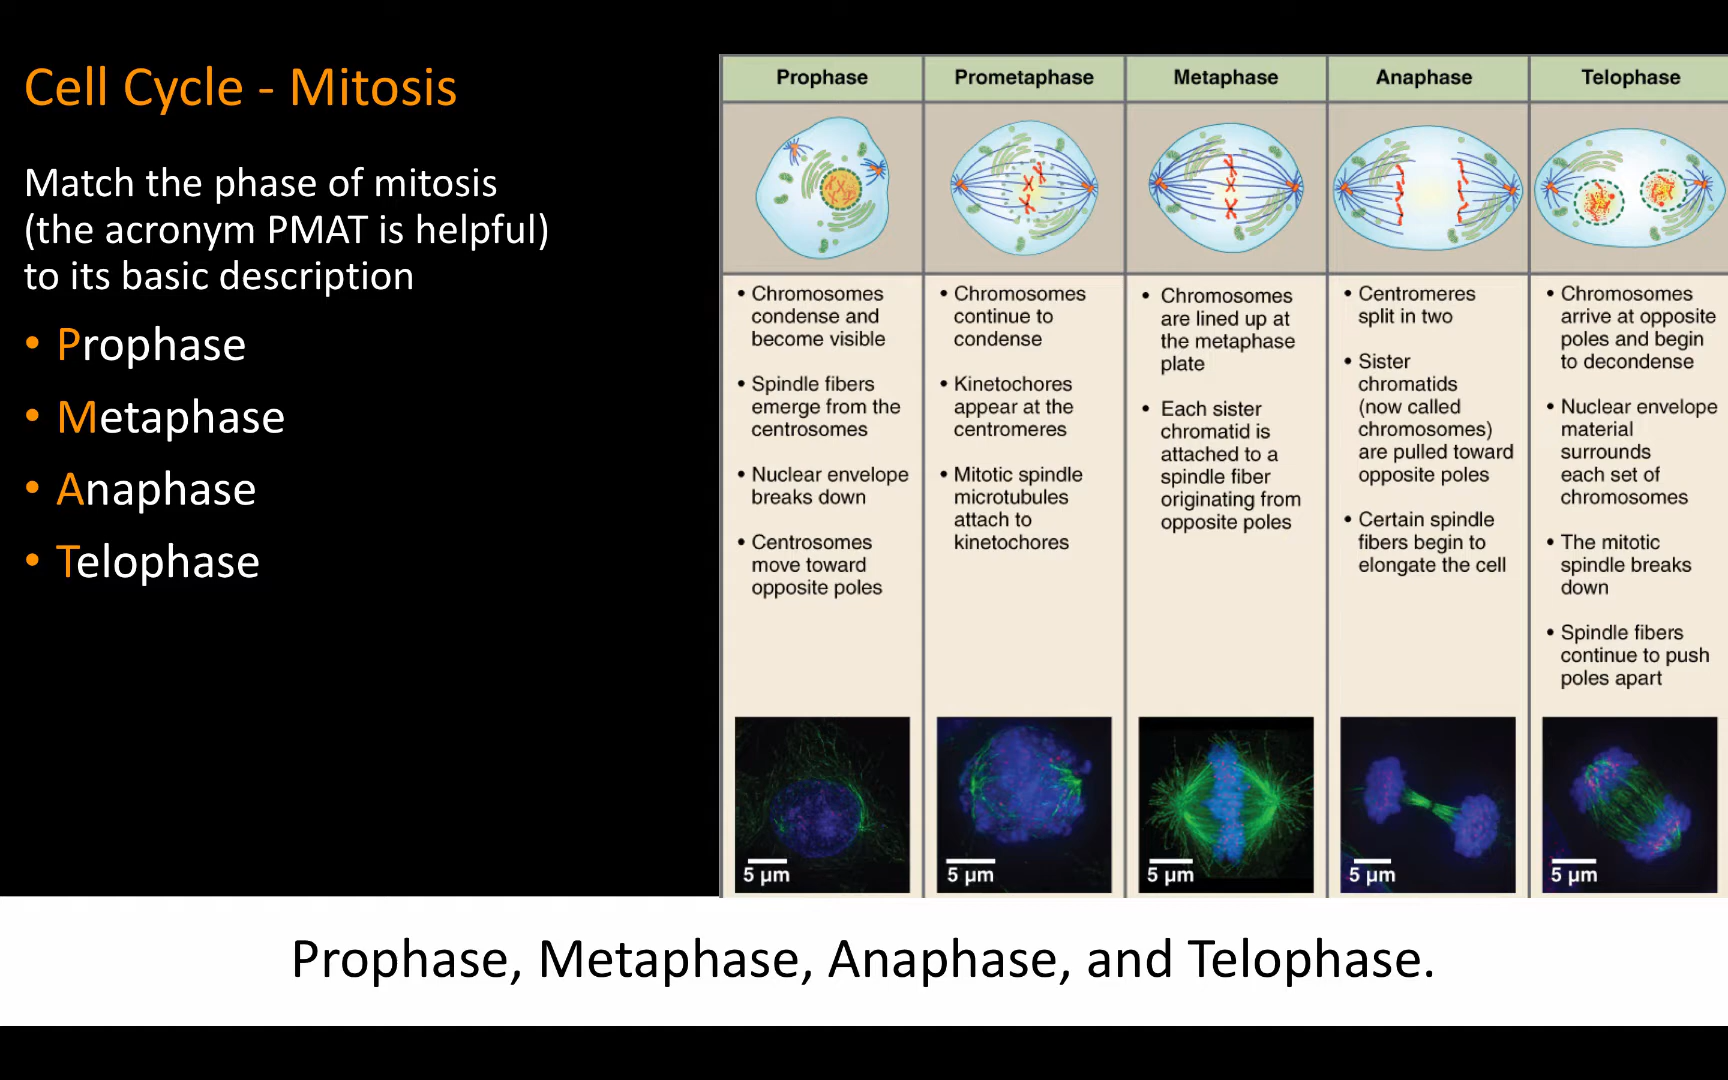 Cell Cycle - Mitosis
Match the phase of mitosis
(the acronym PMAT is helpful)
to its basic description
• Prophase
• Metaphase
• Anaphase
• Telophase
Prophase
• Chromosomes
condense and
become visible
• Spindle fibers
emerge from the
centrosomes
• Nuclear envelope
breaks down
• Centrosomes
move toward
opposite poles
5 µm
Prometaphase
• Chromosomes
continue to
condense
• Kinetochores
appear at the
centromeres
• Mitotic spindle
microtubules
attach to
kinetochores
5 µm
Metaphase
• Chromosomes
are lined up at
the metaphase
plate
• Each sister
chromatid is
attached to a
spindle fiber
originating from
opposite poles
5 µm
Anaphase
• Centromeres
split in two
• Sister
chromatids
(now called
chromosomes)
are pulled toward
opposite poles
• Certain spindle
fibers begin to
elongate the cell
5 µm
Telophase
• Chromosomes
arrive at opposite
poles and begin
to decondense
• Nuclear envelope
material
surrounds
each set of
chromosomes
• The mitotic
spindle breaks
down
• Spindle fibers
continue to push
poles apart
5 µm
Prophase, Metaphase, Anaphase, and Telophase.